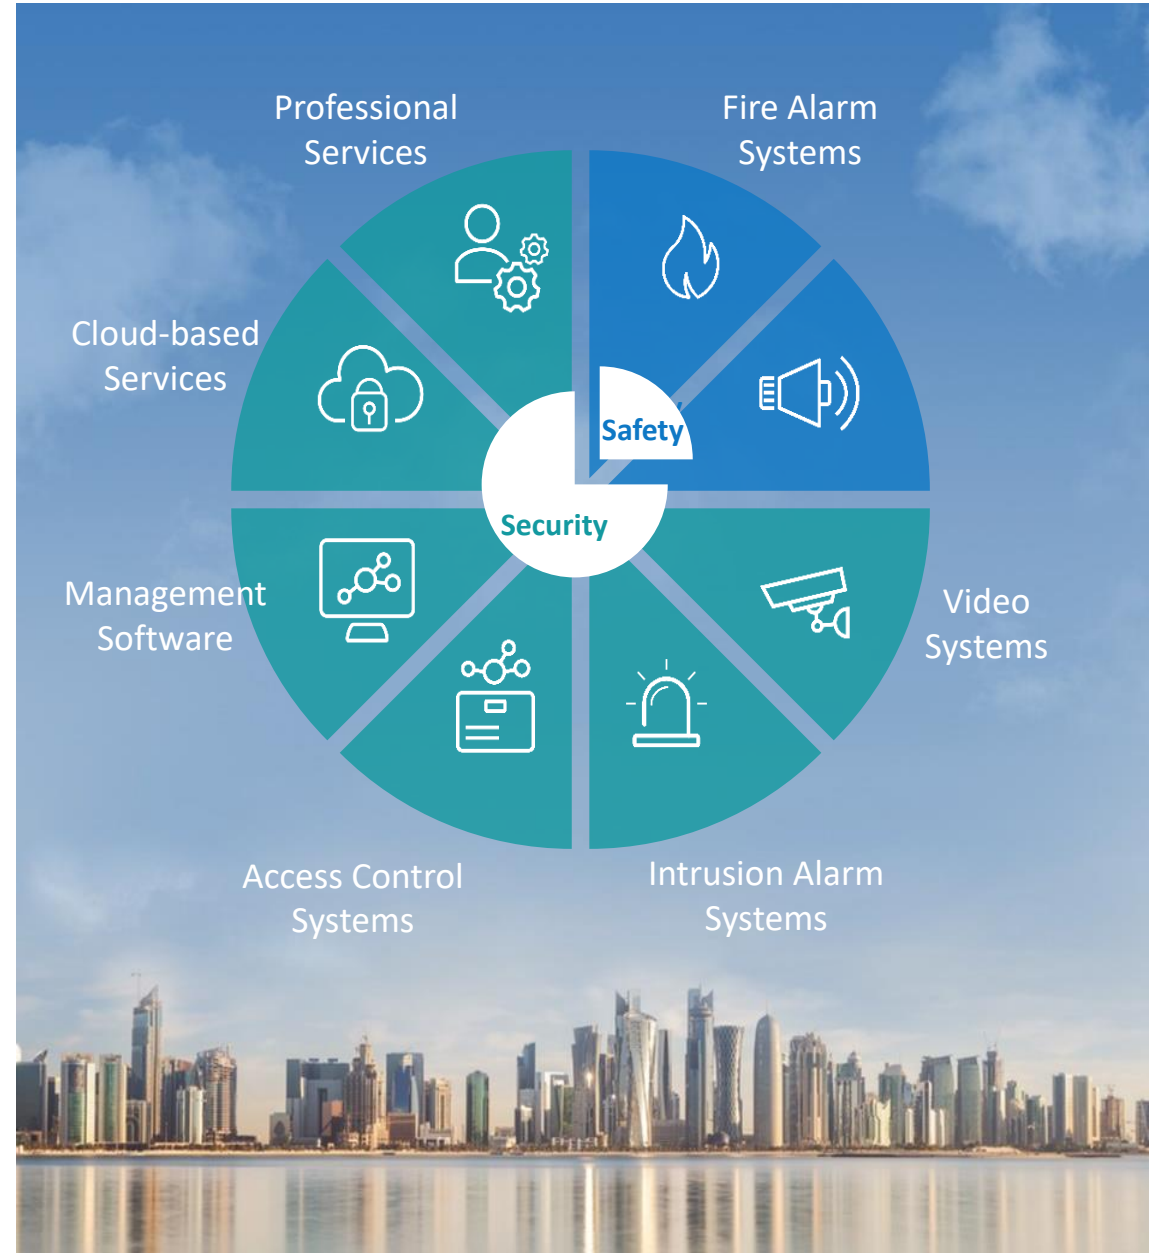 Professional
Services
Fire Alarm
Systems
Cloud-based
Services
Safety
Security
Management
Software
Video
Systems
Access Control
Systems
Intrusion Alarm
Systems